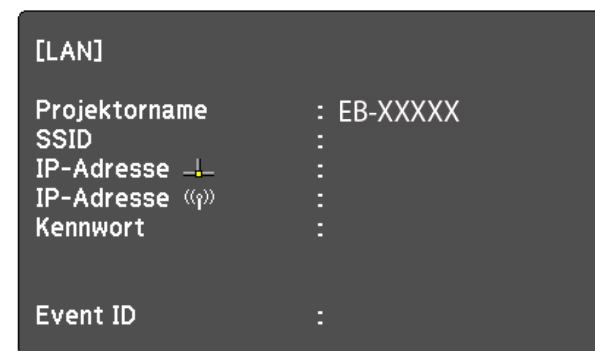 [LAN]
Projektorname : EB-XXXXX
SSID :
IP-Adresse :
IP-Adresse :
Kennwort :
Event ID :